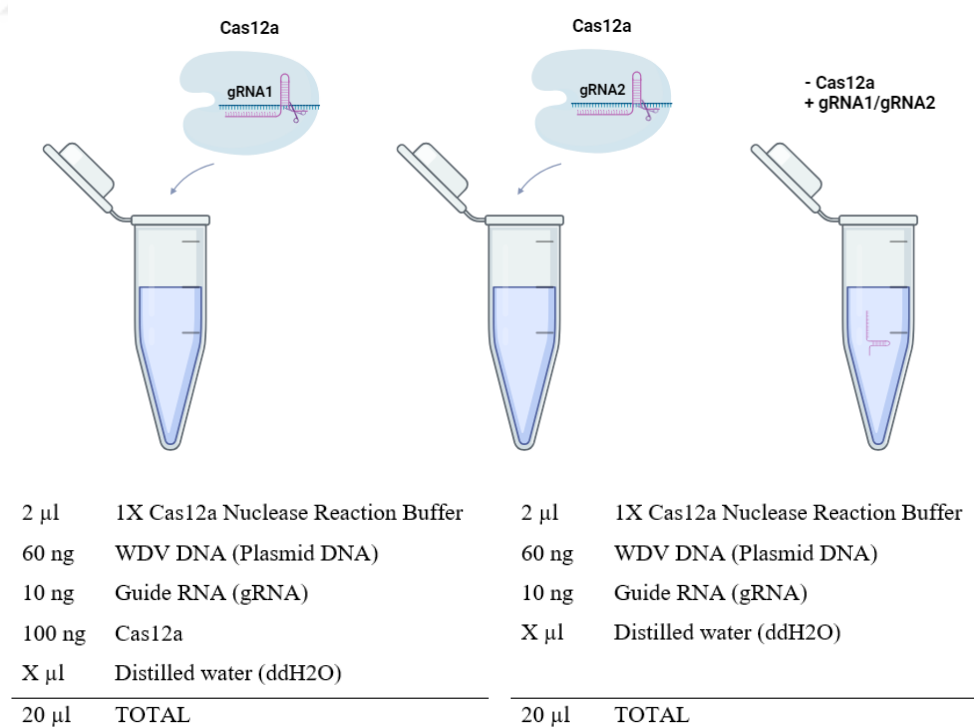 Cas12a
gRNA1
Cas12a
gRNA2
- Cas12a
+ gRNA1/gRNA2
2 µl 1X Cas12a Nuclease Reaction Buffer
60 ng WDV DNA (Plasmid DNA)
10 ng Guide RNA (gRNA)
100 ng Cas12a
X µl Distilled water (ddH2O)
20 µl TOTAL
2 µl 1X Cas12a Nuclease Reaction Buffer
60 ng WDV DNA (Plasmid DNA)
10 ng Guide RNA (gRNA)
X µl Distilled water (ddH2O)
20 µl TOTAL